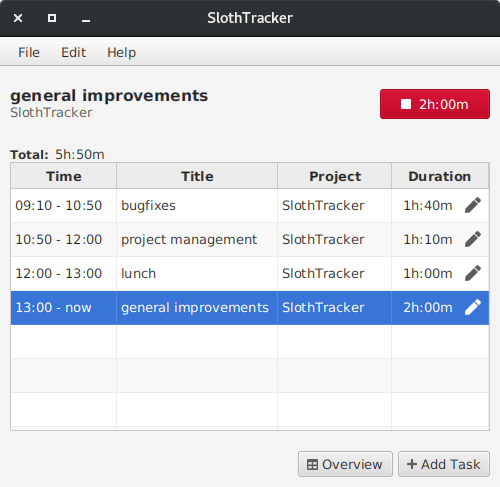 SlothTracker
File Edit Help
general improvements
SlothTracker
2h:00m
Total: 5h:50m
Time Title Project Duration
09:10 - 10:50 bugfixes SlothTracker 1h:40m
10:50 - 12:00 project management SlothTracker 1h:10m
12:00 - 13:00 lunch SlothTracker 1h:00m
13:00 - now general improvements SlothTracker 2h:00m
Overview Add Task